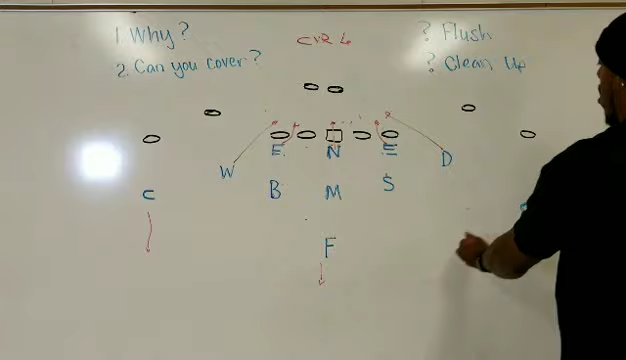 1 Why?
2. Can you cover?
CVR 6
? Flush
? Clean Up
E N E
W D
B M S
C
F